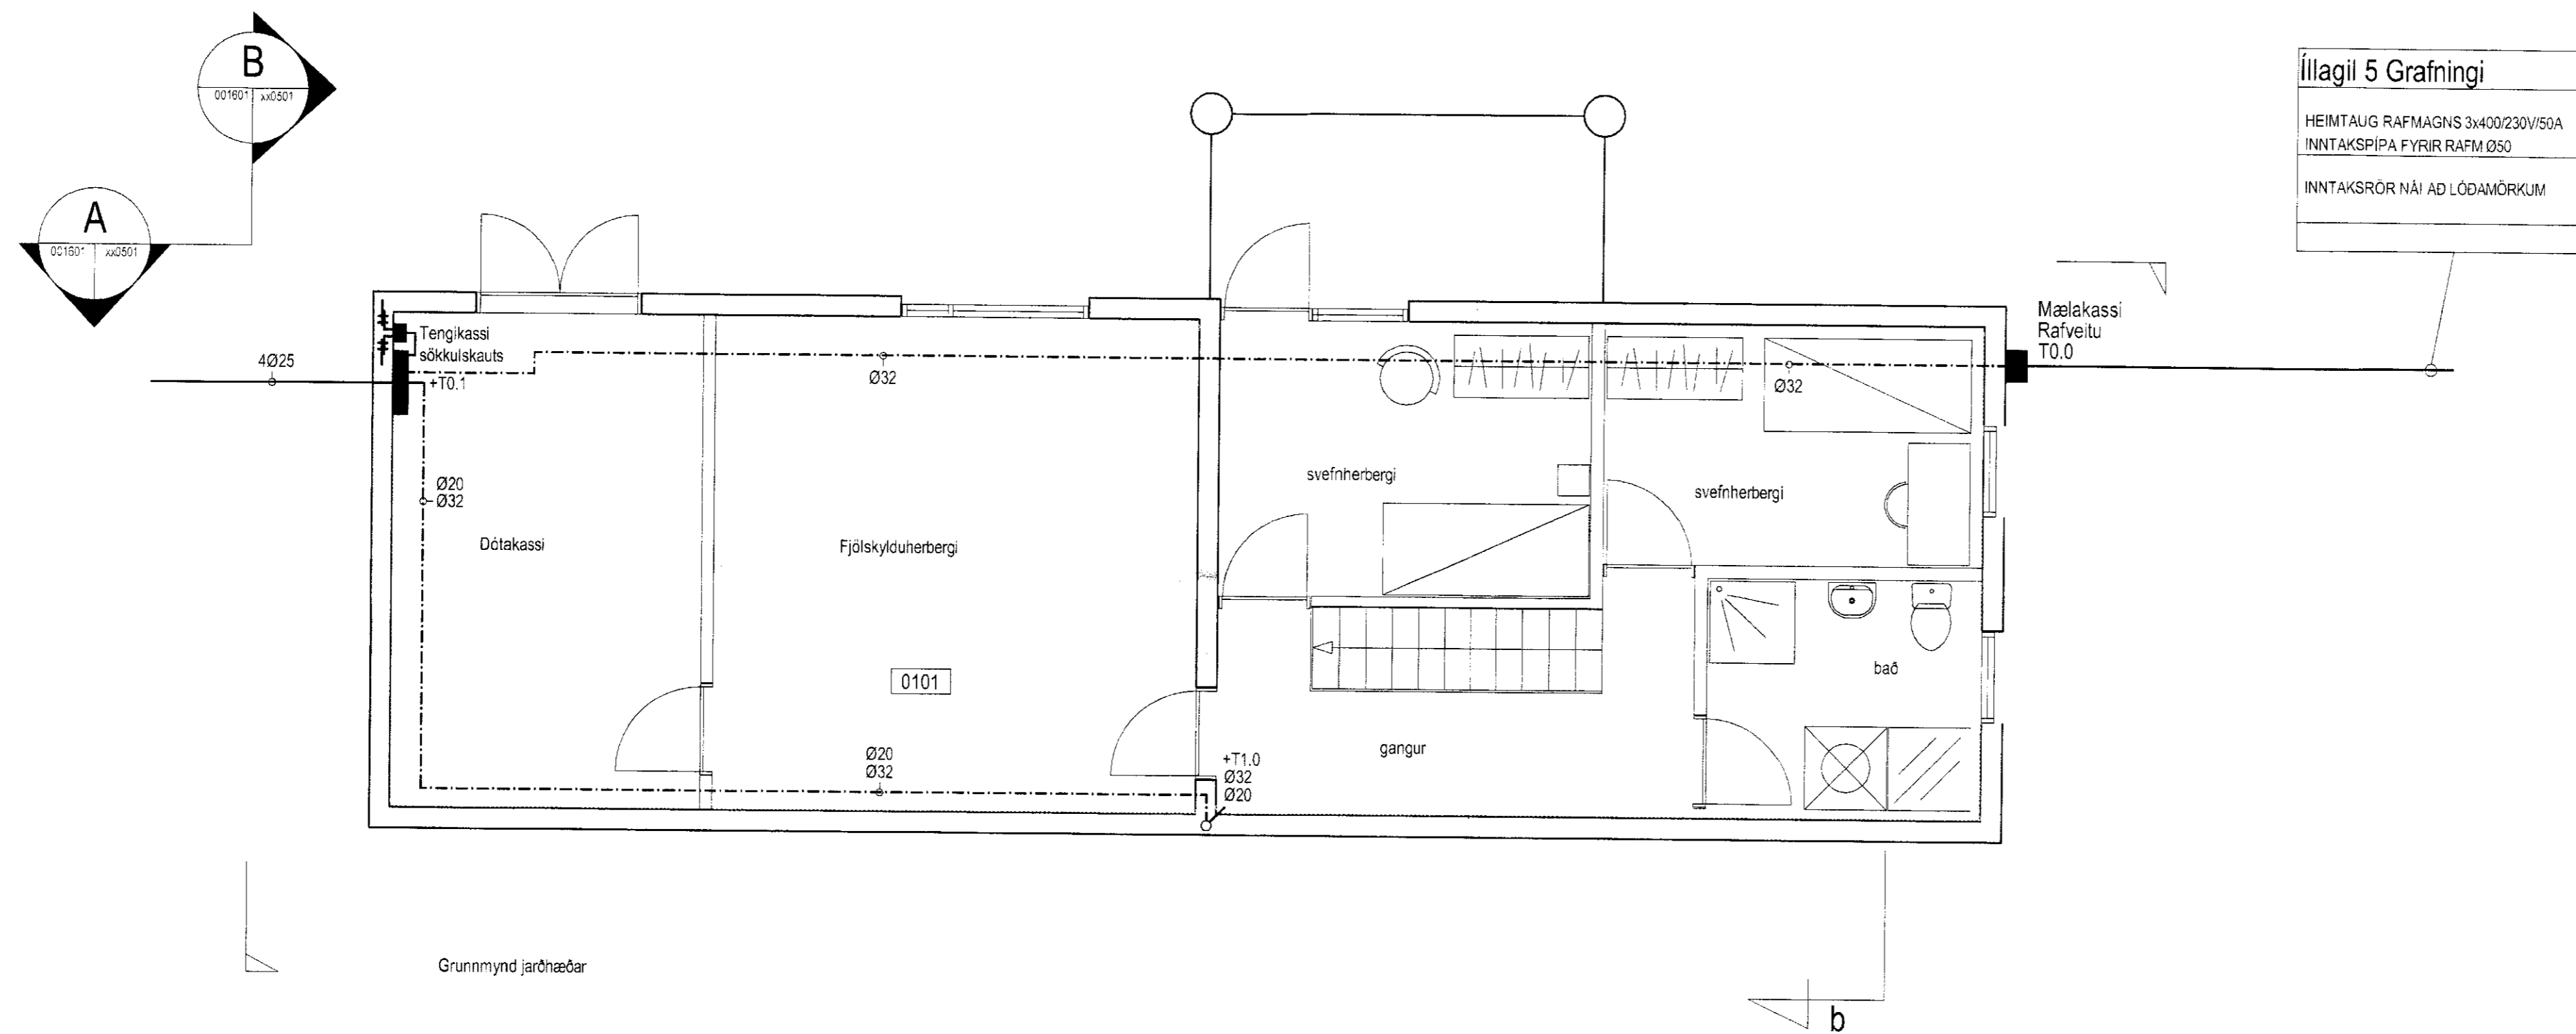 B
001601 xx0501
A
001601 xx0501
Íllagil 5 Grafningi
HEIMTAUG RAFMAGNS 3x400/230V/50A
INNTAKSPÍPA FYRIR RAFM Ø50
INNTAKSRÖR NÁI AÐ LÓÐAMÖRKUM
Mælakassi
Rafveitu
T0.0
Tengikassi
sökkulskauts
4Ø25
+T0.1
Ø32
Ø32
Ø20
Ø32
svefnherbergi
svefnherbergi
Dótakassi
Fjölskylduherbergi
0101
bað
gangur
Ø20
Ø32
+T1.0
Ø32
Ø20
Grunnmynd jarðhæðar
b